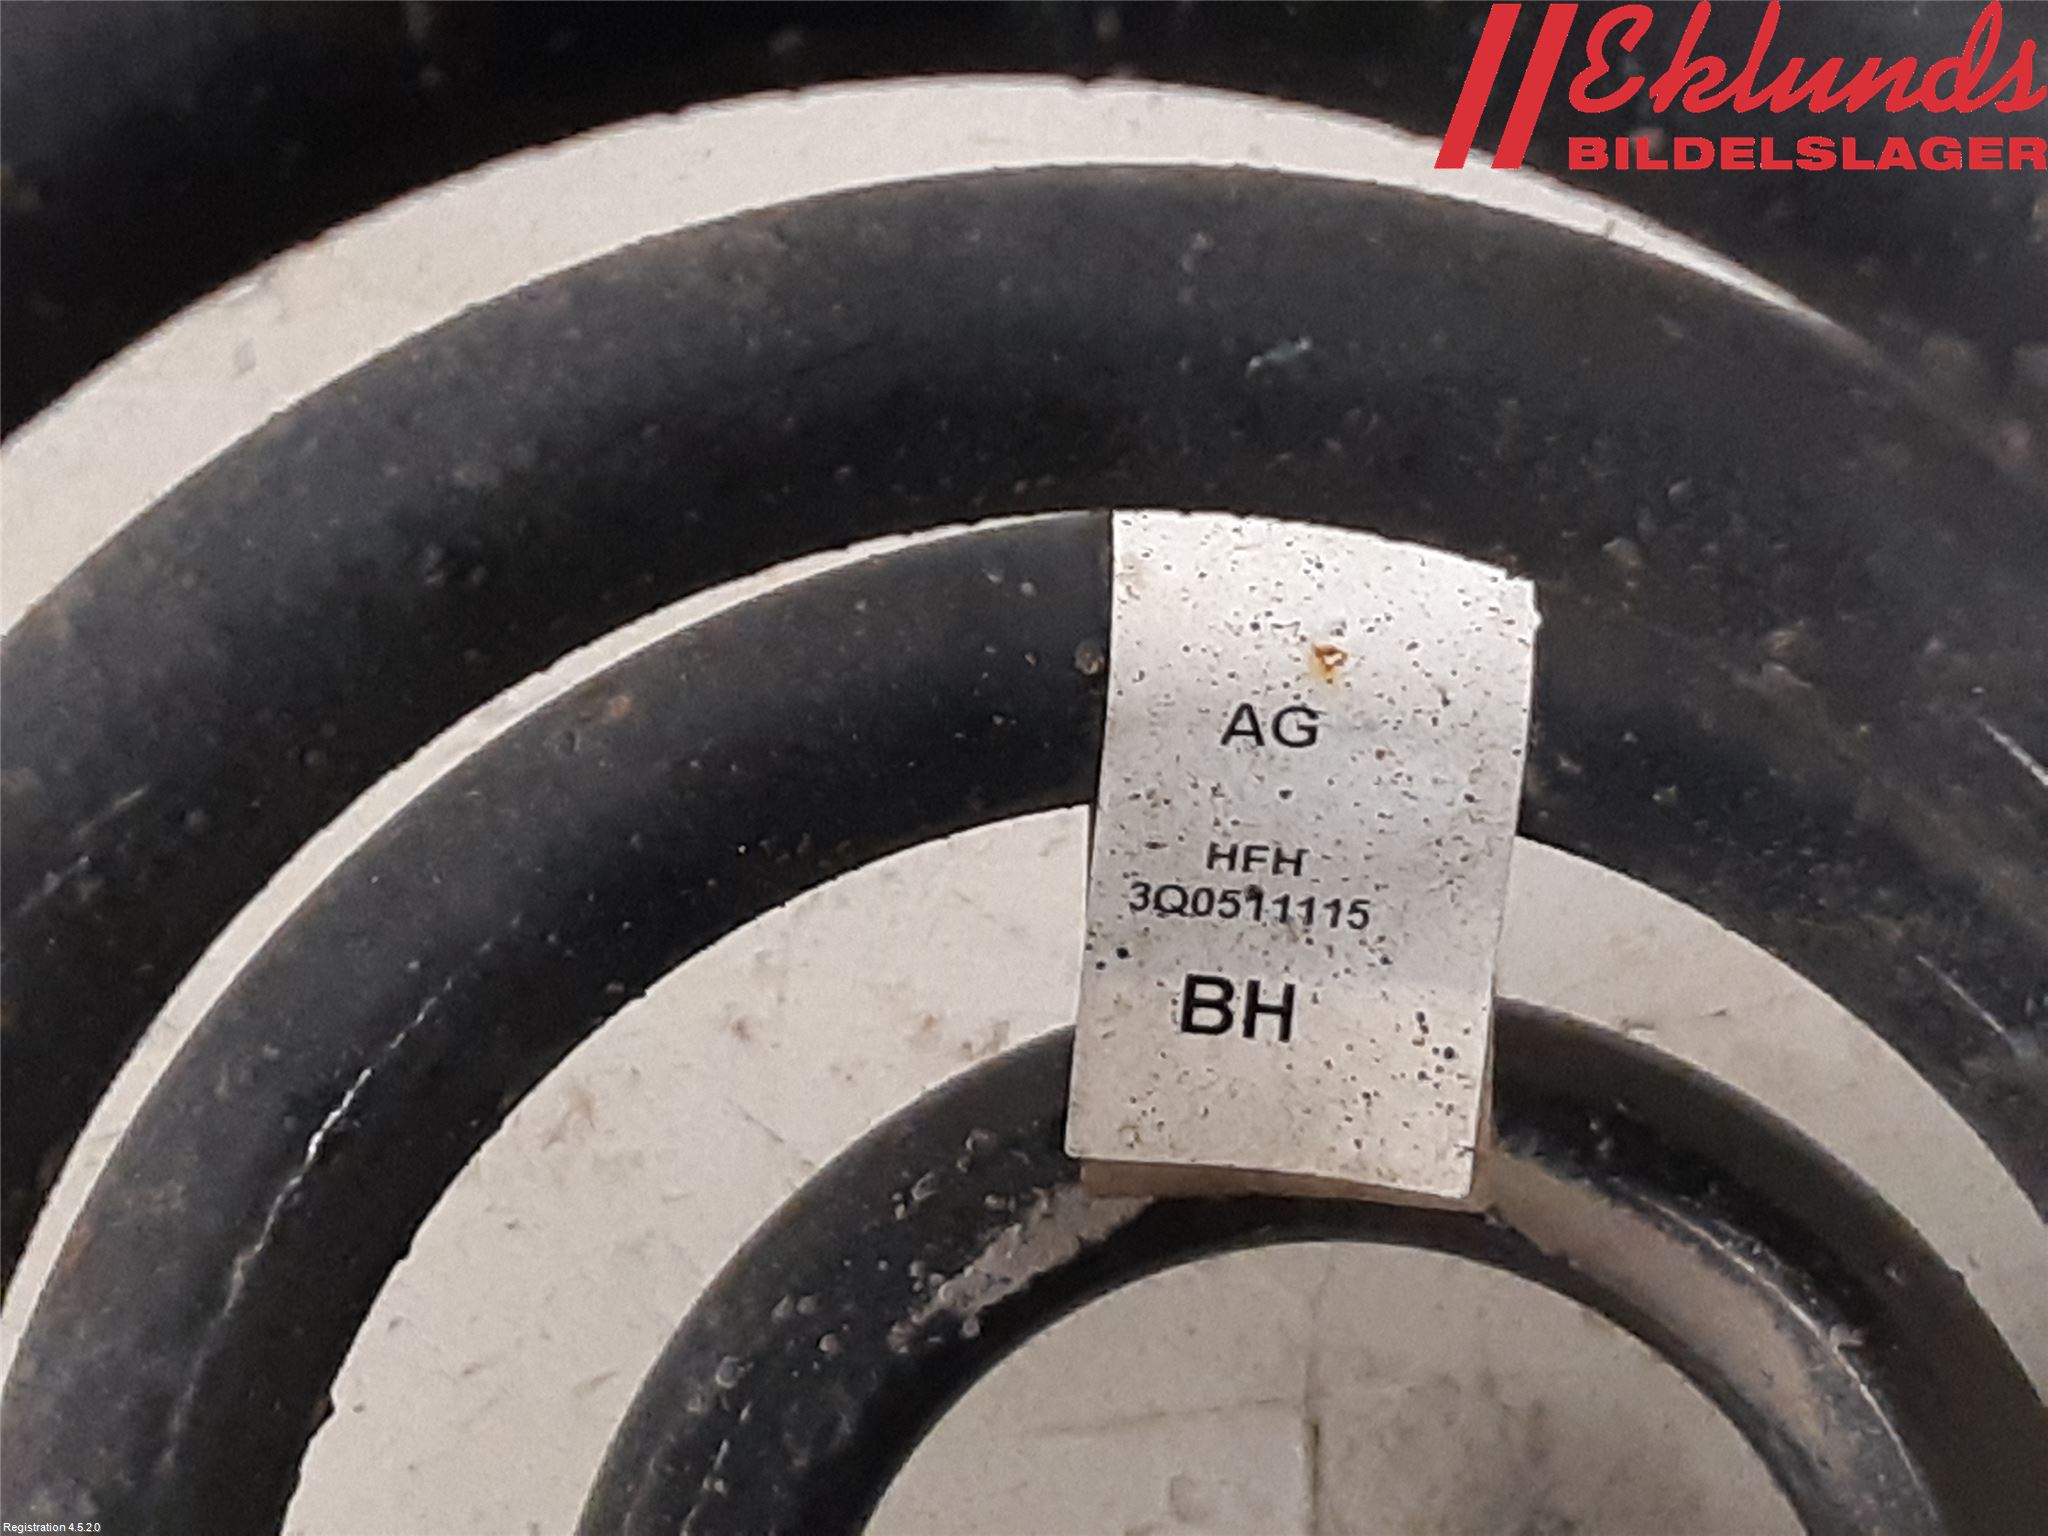 Eklunds
BILDELSLAGER
AG
HFH
3Q0511115
BH
Registration 4.5.2.0